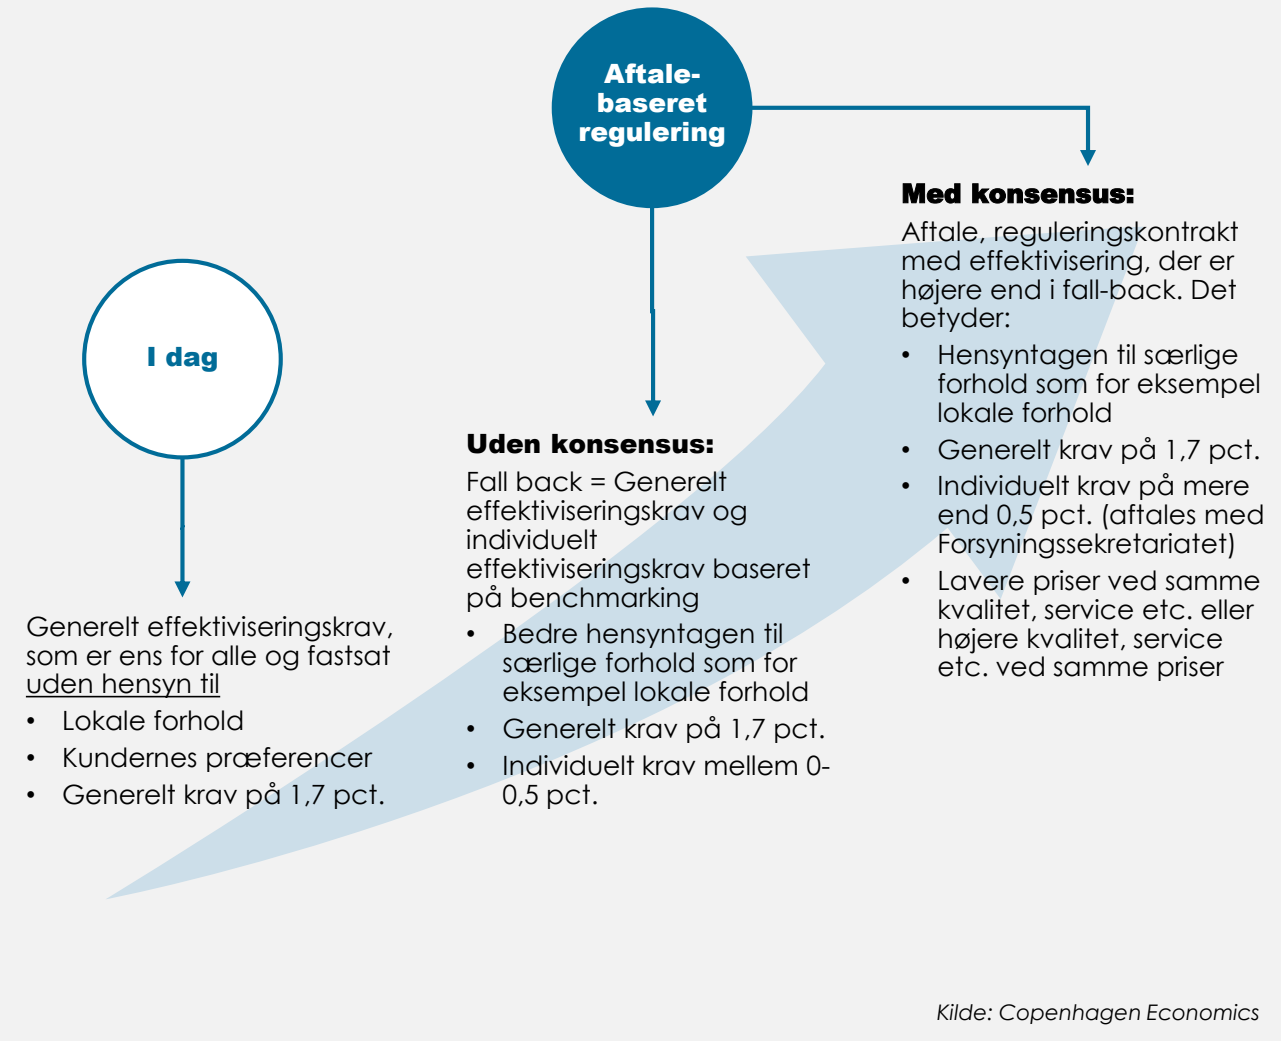 Aftale-
baseret
regulering
I dag
Generelt effektiviseringskrav,
som er ens for alle og fastsat
uden hensyn til
• Lokale forhold
• Kundernes præferencer
• Generelt krav på 1,7 pct.
Uden konsensus:
Fall back = Generelt
effektiviseringskrav og
individuelt
effektiviseringskrav baseret
på benchmarking
• Bedre hensyntagen til
særlige forhold som for
eksempel lokale forhold
• Generelt krav på 1,7 pct.
• Individuelt krav mellem 0-
0,5 pct.
Med konsensus:
Aftale, reguleringskontrakt
med effektivisering, der er
højere end i fall-back. Det
betyder:
• Hensyntagen til særlige
forhold som for eksempel
lokale forhold
• Generelt krav på 1,7 pct.
• Individuelt krav på mere
end 0,5 pct. (aftales med
Forsyningssekretariatet)
• Lavere priser ved samme
kvalitet, service etc. eller
højere kvalitet, service
etc. ved samme priser
Kilde: Copenhagen Economics